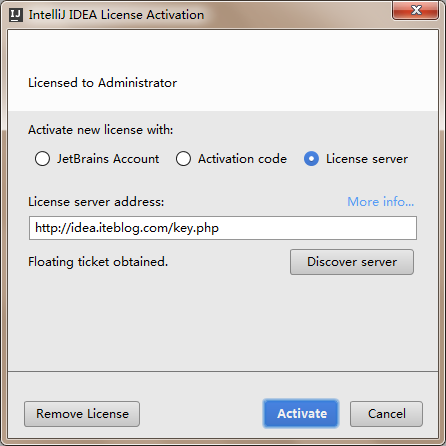 IntelliJ IDEA License Activation
Licensed to Administrator
Activate new license with:
JetBrains Account Activation code License server
License server address: More info...
http://idea.iteblog.com/key.php
Floating ticket obtained. Discover server
Remove License Activate Cancel